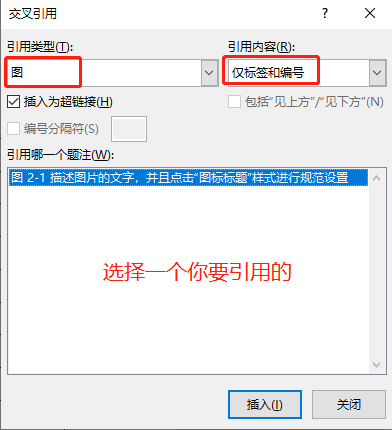 交叉引用 ? ×
引用类型(T): 引用内容(R):
图 仅标签和编号
插入为超链接(H) 包括“见上方”/“见下方”(N)
编号分隔符(S)
引用哪一个题注(W):
图 2-1 描述图片的文字，并且点击“图标标题”样式进行规范设置
选择一个你要引用的
插入(I) 关闭